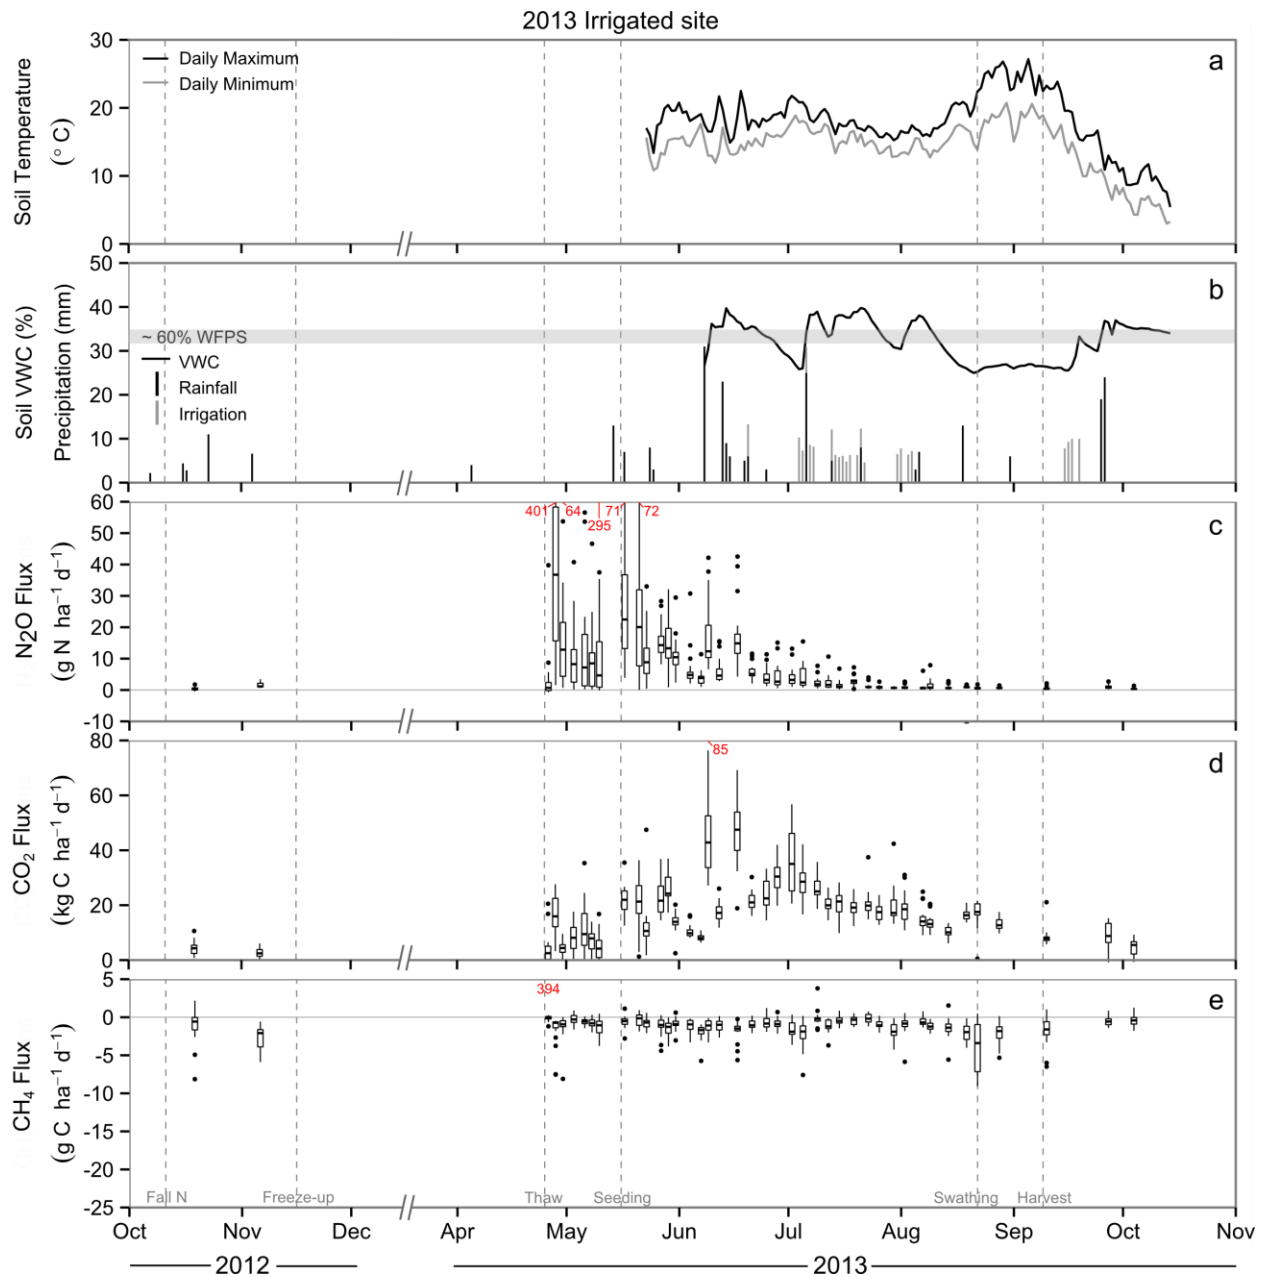 2013 Irrigated site
a
Soil Temperature
(° C)
30
20
10
0
Daily Maximum
Daily Minimum
b
Soil VWC (%)
Precipitation (mm)
50
40
30
20
10
0
~ 60% WFPS
VWC
Rainfall
Irrigation
c
N2O Flux
(g N ha⁻¹ d⁻¹)
60
50
40
30
20
10
0
-10
401
64
295
71
72
d
CO₂ Flux
(kg C ha⁻¹ d⁻¹)
80
60
40
20
0
85
e
CH₄ Flux
(g C ha⁻¹ d⁻¹)
5
0
-5
-10
-15
-20
-25
394
Fall N Freeze-up Thaw Seeding Swathing Harvest
Oct Nov Dec Apr May Jun Jul Aug Sep Oct Nov
2012 2013